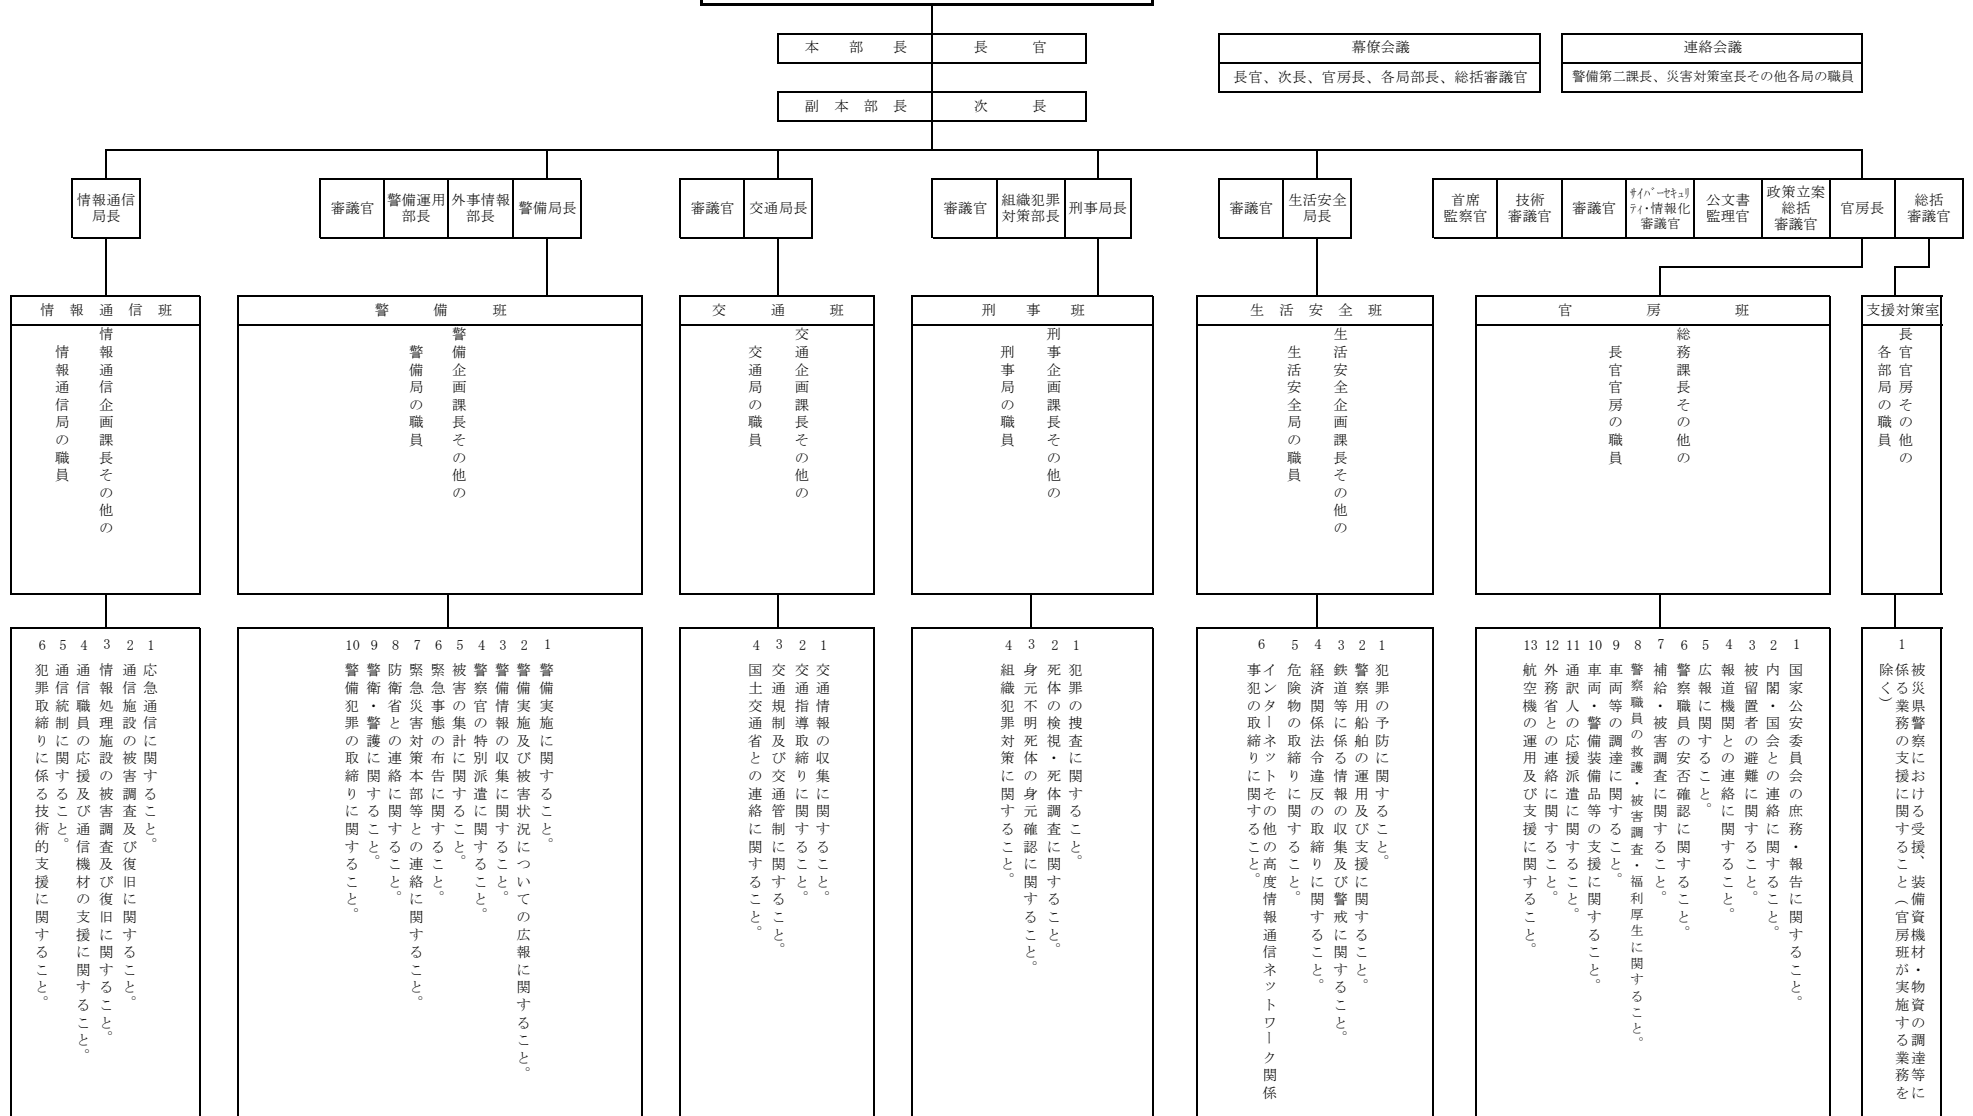 本部長 長官
副本部長 次長
幕僚会議
長官、次長、官房長、各局部長、総括審議官
連絡会議
警備第二課長、災害対策室長その他各局の職員
総括
審議官
官房長
政策立案
総括
審議官
公文書
監理官
サイバーセキュリ
ティ・情報化
審議官
審議官
技術
審議官
首席
監察官
生活安全
局長
審議官
刑事局長
組織犯罪
対策部長
審議官
交通局長
審議官
警備局長
外事情報
部長
警備運用
部長
審議官
情報通信
局長
支援対策室
長官官房その他の
各部局の職員
1 被災県警察における受援、装備資機材・物資の調達等に
係る業務の支援に関すること(官房班が実施する業務を
除く)
官房班
総務課長その他の
長官官房の職員
1 国家公安委員会の庶務・報告に関すること。
2 内閣・国会との連絡に関すること。
3 被留置者の避難に関すること。
4 報道機関との連絡に関すること。
5 広報に関すること。
6 警察職員の安否確認に関すること。
7 補給・被害調査に関すること。
8 警察職員の救護・被害調査・福利厚生に関すること。
9 車両等の調達に関すること。
10 車両・警備装備品等の支援に関すること。
11 通訳人の応援派遣に関すること。
12 外務省との連絡に関すること。
13 航空機の運用及び支援に関すること。
生活安全班
生活安全企画課長その他の
生活安全局の職員
1 犯罪の予防に関すること。
2 警察用船舶の運用及び支援に関すること。
3 鉄道等に係る情報の収集及び警戒に関すること。
4 経済関係法令違反の取締りに関すること。
5 危険物の取締りに関すること。
6 インターネットその他の高度情報通信ネットワーク関係
事犯の取締りに関すること。
刑事班
刑事企画課長その他の
刑事局の職員
1 犯罪の捜査に関すること。
2 死体の検視・死体調査に関すること。
3 身元不明死体の身元確認に関すること。
4 組織犯罪対策に関すること。
交通班
交通企画課長その他の
交通局の職員
1 交通情報の収集に関すること。
2 交通指導取締りに関すること。
3 交通規制及び交通管制に関すること。
4 国土交通省との連絡に関すること。
警備班
警備企画課長その他の
警備局の職員
1 警備実施に関すること。
2 警備実施及び被害状況についての広報に関すること。
3 警備情報の収集に関すること。
4 警察官の特別派遣に関すること。
5 被害の集計に関すること。
6 緊急事態の布告に関すること。
7 緊急災害対策本部等との連絡に関すること。
8 防衛省との連絡に関すること。
9 警衛・警護に関すること。
10 警備犯罪の取締りに関すること。
情報通信班
情報通信企画課長その他の
情報通信局の職員
1 応急通信に関すること。
2 通信施設の被害調査及び復旧に関すること。
3 情報処理施設の被害調査及び復旧に関すること。
4 通信職員の応援及び通信機材の支援に関すること。
5 通信統制に関すること。
6 犯罪取締りに係る技術的支援に関すること。